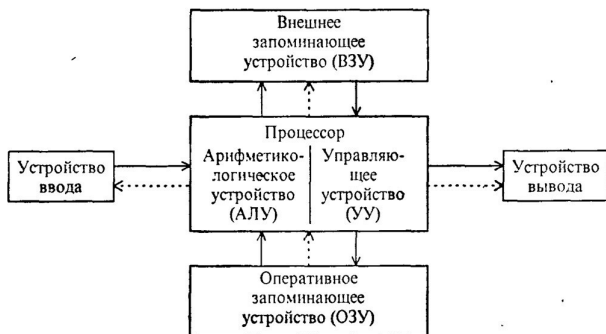 Внешнее
запоминающее
устройство (ВЗУ)
Процессор
Устройство
ввода
Арифметико-
логическое
устройство
(АЛУ)
Управляю-
щее
устройство
(УУ)
Устройство
вывода
Оперативное
запоминающее
устройство (ОЗУ)